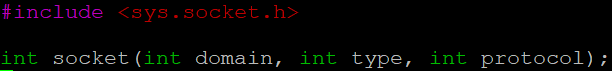 #include <sys.socket.h>
int socket(int domain, int type, int protocol);